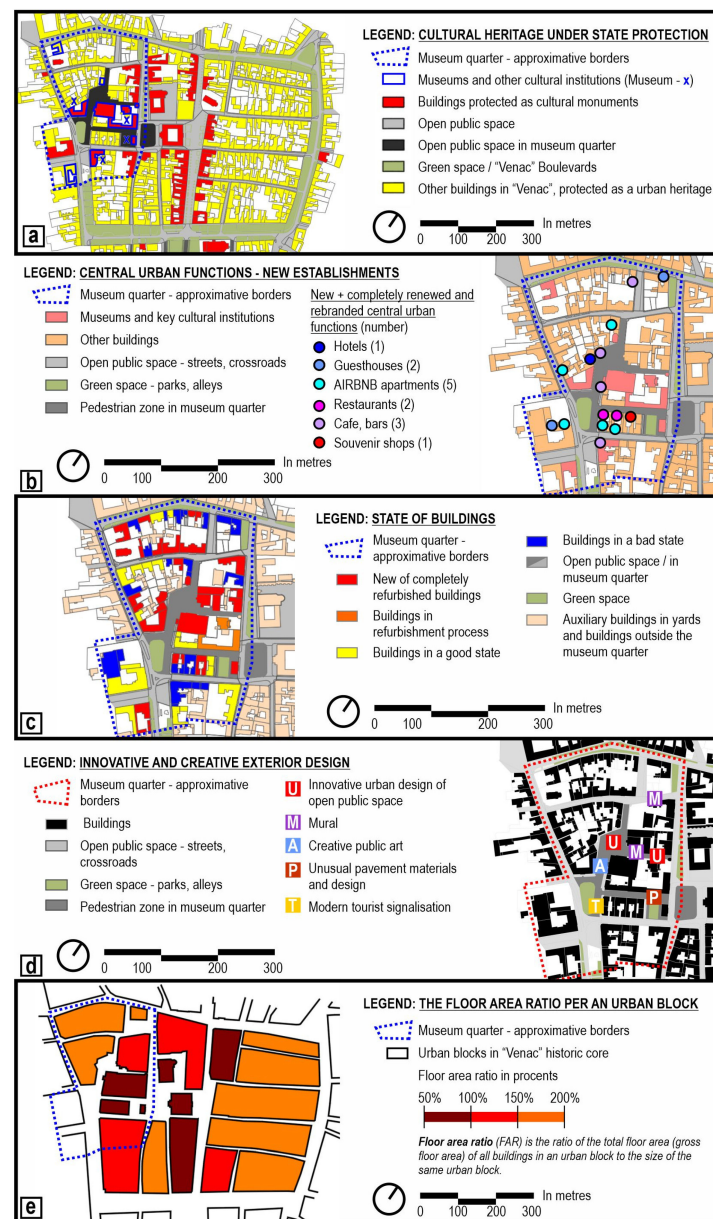 LEGEND: CULTURAL HERITAGE UNDER STATE PROTECTION
Museum quarter - approximative borders
Museums and other cultural institutions (Museum - x)
Buildings protected as cultural monuments
Open public space
Open public space in museum quarter
Green space / “Venac” Boulevards
Other buildings in “Venac”, protected as a urban heritage
In metres
0 100 200 300
x
x
x
x
a
LEGEND: CENTRAL URBAN FUNCTIONS - NEW ESTABLISHMENTS
Museum quarter - approximative borders
Museums and key cultural institutions
Other buildings
Open public space - streets, crossroads
Green space - parks, alleys
Pedestrian zone in museum quarter
New + completely renewed and
rebranded central urban
functions (number)
Hotels (1)
Guesthouses (2)
AIRBNB apartments (5)
Restaurants (2)
Cafe, bars (3)
Souvenir shops (1)
In metres
0 100 200 300
b
LEGEND: STATE OF BUILDINGS
Museum quarter -
approximative borders
New of completely
refurbished buildings
Buildings in
refurbishment process
Buildings in a good state
Buildings in a bad state
Open public space / in
museum quarter
Green space
Auxiliary buildings in yards
and buildings outside the
museum quarter
In metres
0 100 200 300
c
LEGEND: INNOVATIVE AND CREATIVE EXTERIOR DESIGN
Museum quarter - approximative
borders
Buildings
Open public space - streets,
crossroads
Green space - parks, alleys
Pedestrian zone in museum quarter
U Innovative urban design of
open public space
M Mural
A Creative public art
P Unusual pavement materials
and design
T Modern tourist signalisation
M
U
M
U
A
P
T
In metres
0 100 200 300
d
LEGEND: THE FLOOR AREA RATIO PER AN URBAN BLOCK
Museum quarter - approximative borders
Urban blocks in “Venac” historic core
Floor area ratio in procents
50% 100% 150% 200%
Floor area ratio (FAR) is the ratio of the total floor area (gross
floor area) of all buildings in an urban block to the size of the
same urban block.
In metres
0 100 200 300
e